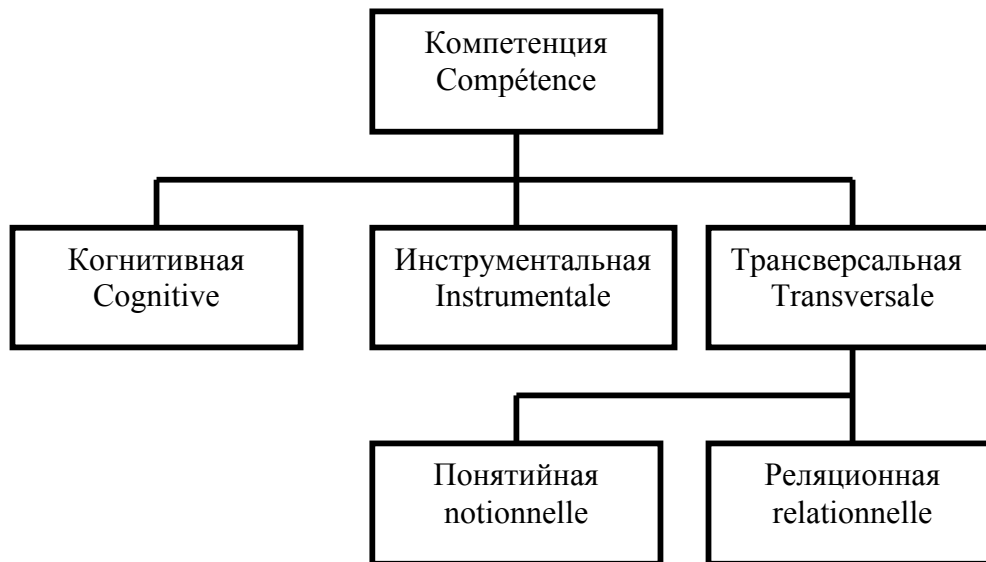 Компетенция
Compétence
Когнитивная
Cognitive
Инструментальная
Instrumentale
Трансверсальная
Transversale
Понятийная
notionnelle
Реляционная
relationnelle